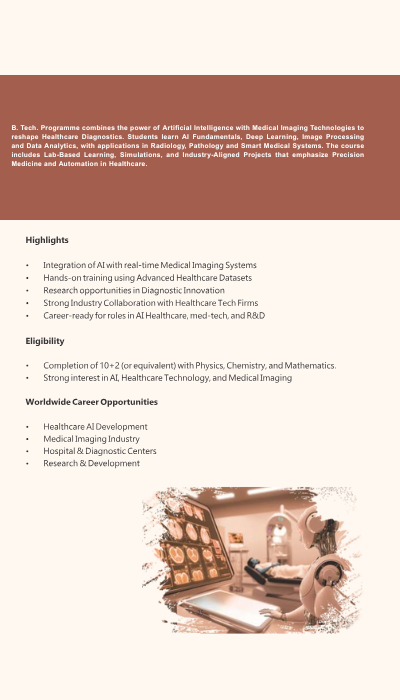 B. Tech. Programme combines the power of Artificial Intelligence with Medical Imaging Technologies to
reshape Healthcare Diagnostics. Students learn AI Fundamentals, Deep Learning, Image Processing
and Data Analytics, with applications in Radiology, Pathology and Smart Medical Systems. The course
includes Lab-Based Learning, Simulations, and Industry-Aligned Projects that emphasize Precision
Medicine and Automation in Healthcare.
Highlights
• Integration of AI with real-time Medical Imaging Systems
• Hands-on training using Advanced Healthcare Datasets
• Research opportunities in Diagnostic Innovation
• Strong Industry Collaboration with Healthcare Tech Firms
• Career-ready for roles in AI Healthcare, med-tech, and R&D
Eligibility
• Completion of 10+2 (or equivalent) with Physics, Chemistry, and Mathematics.
• Strong interest in AI, Healthcare Technology, and Medical Imaging
Worldwide Career Opportunities
• Healthcare AI Development
• Medical Imaging Industry
• Hospital & Diagnostic Centers
• Research & Development